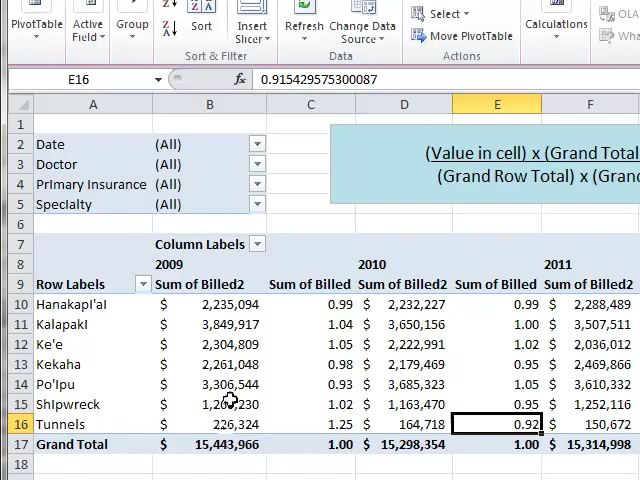 PivotTable Active Field Group Sort Insert Slicer Refresh Change Data Source Select Move PivotTable Calculations OLA Wha
Sort & Filter Data Actions
E16 fx 0.915429575300087
A B C D E F
1
2 Date (All)
3 Doctor (All)
4 Primary Insurance (All)
5 Specialty (All)
(Value in cell) x (Grand Total
(Grand Row Total) x (Gran
6
7 Column Labels
8 2009 2010 2011
9 Row Labels Sum of Billed2 Sum of Billed Sum of Billed2 Sum of Billed Sum of Billed2
10 HanakapI'aI $ 2,235,094 0.99 $ 2,232,227 0.99 $ 2,288,489
11 KalapakI $ 3,849,917 1.04 $ 3,650,156 1.00 $ 3,507,511
12 Ke'e $ 2,304,809 1.05 $ 2,222,991 1.02 $ 2,036,012
13 Kekaha $ 2,261,048 0.98 $ 2,179,469 0.95 $ 2,469,866
14 Po'Ipu $ 3,306,544 0.93 $ 3,685,323 1.05 $ 3,610,332
15 ShIpwreck $ 1.02 $ 1,163,470 0.95 $ 1,252,116
16 Tunnels $ 226,324 1.25 $ 164,718 0.92 $ 150,672
17 Grand Total $ 15,443,966 1.00 $ 15,298,354 1.00 $ 15,314,998
18